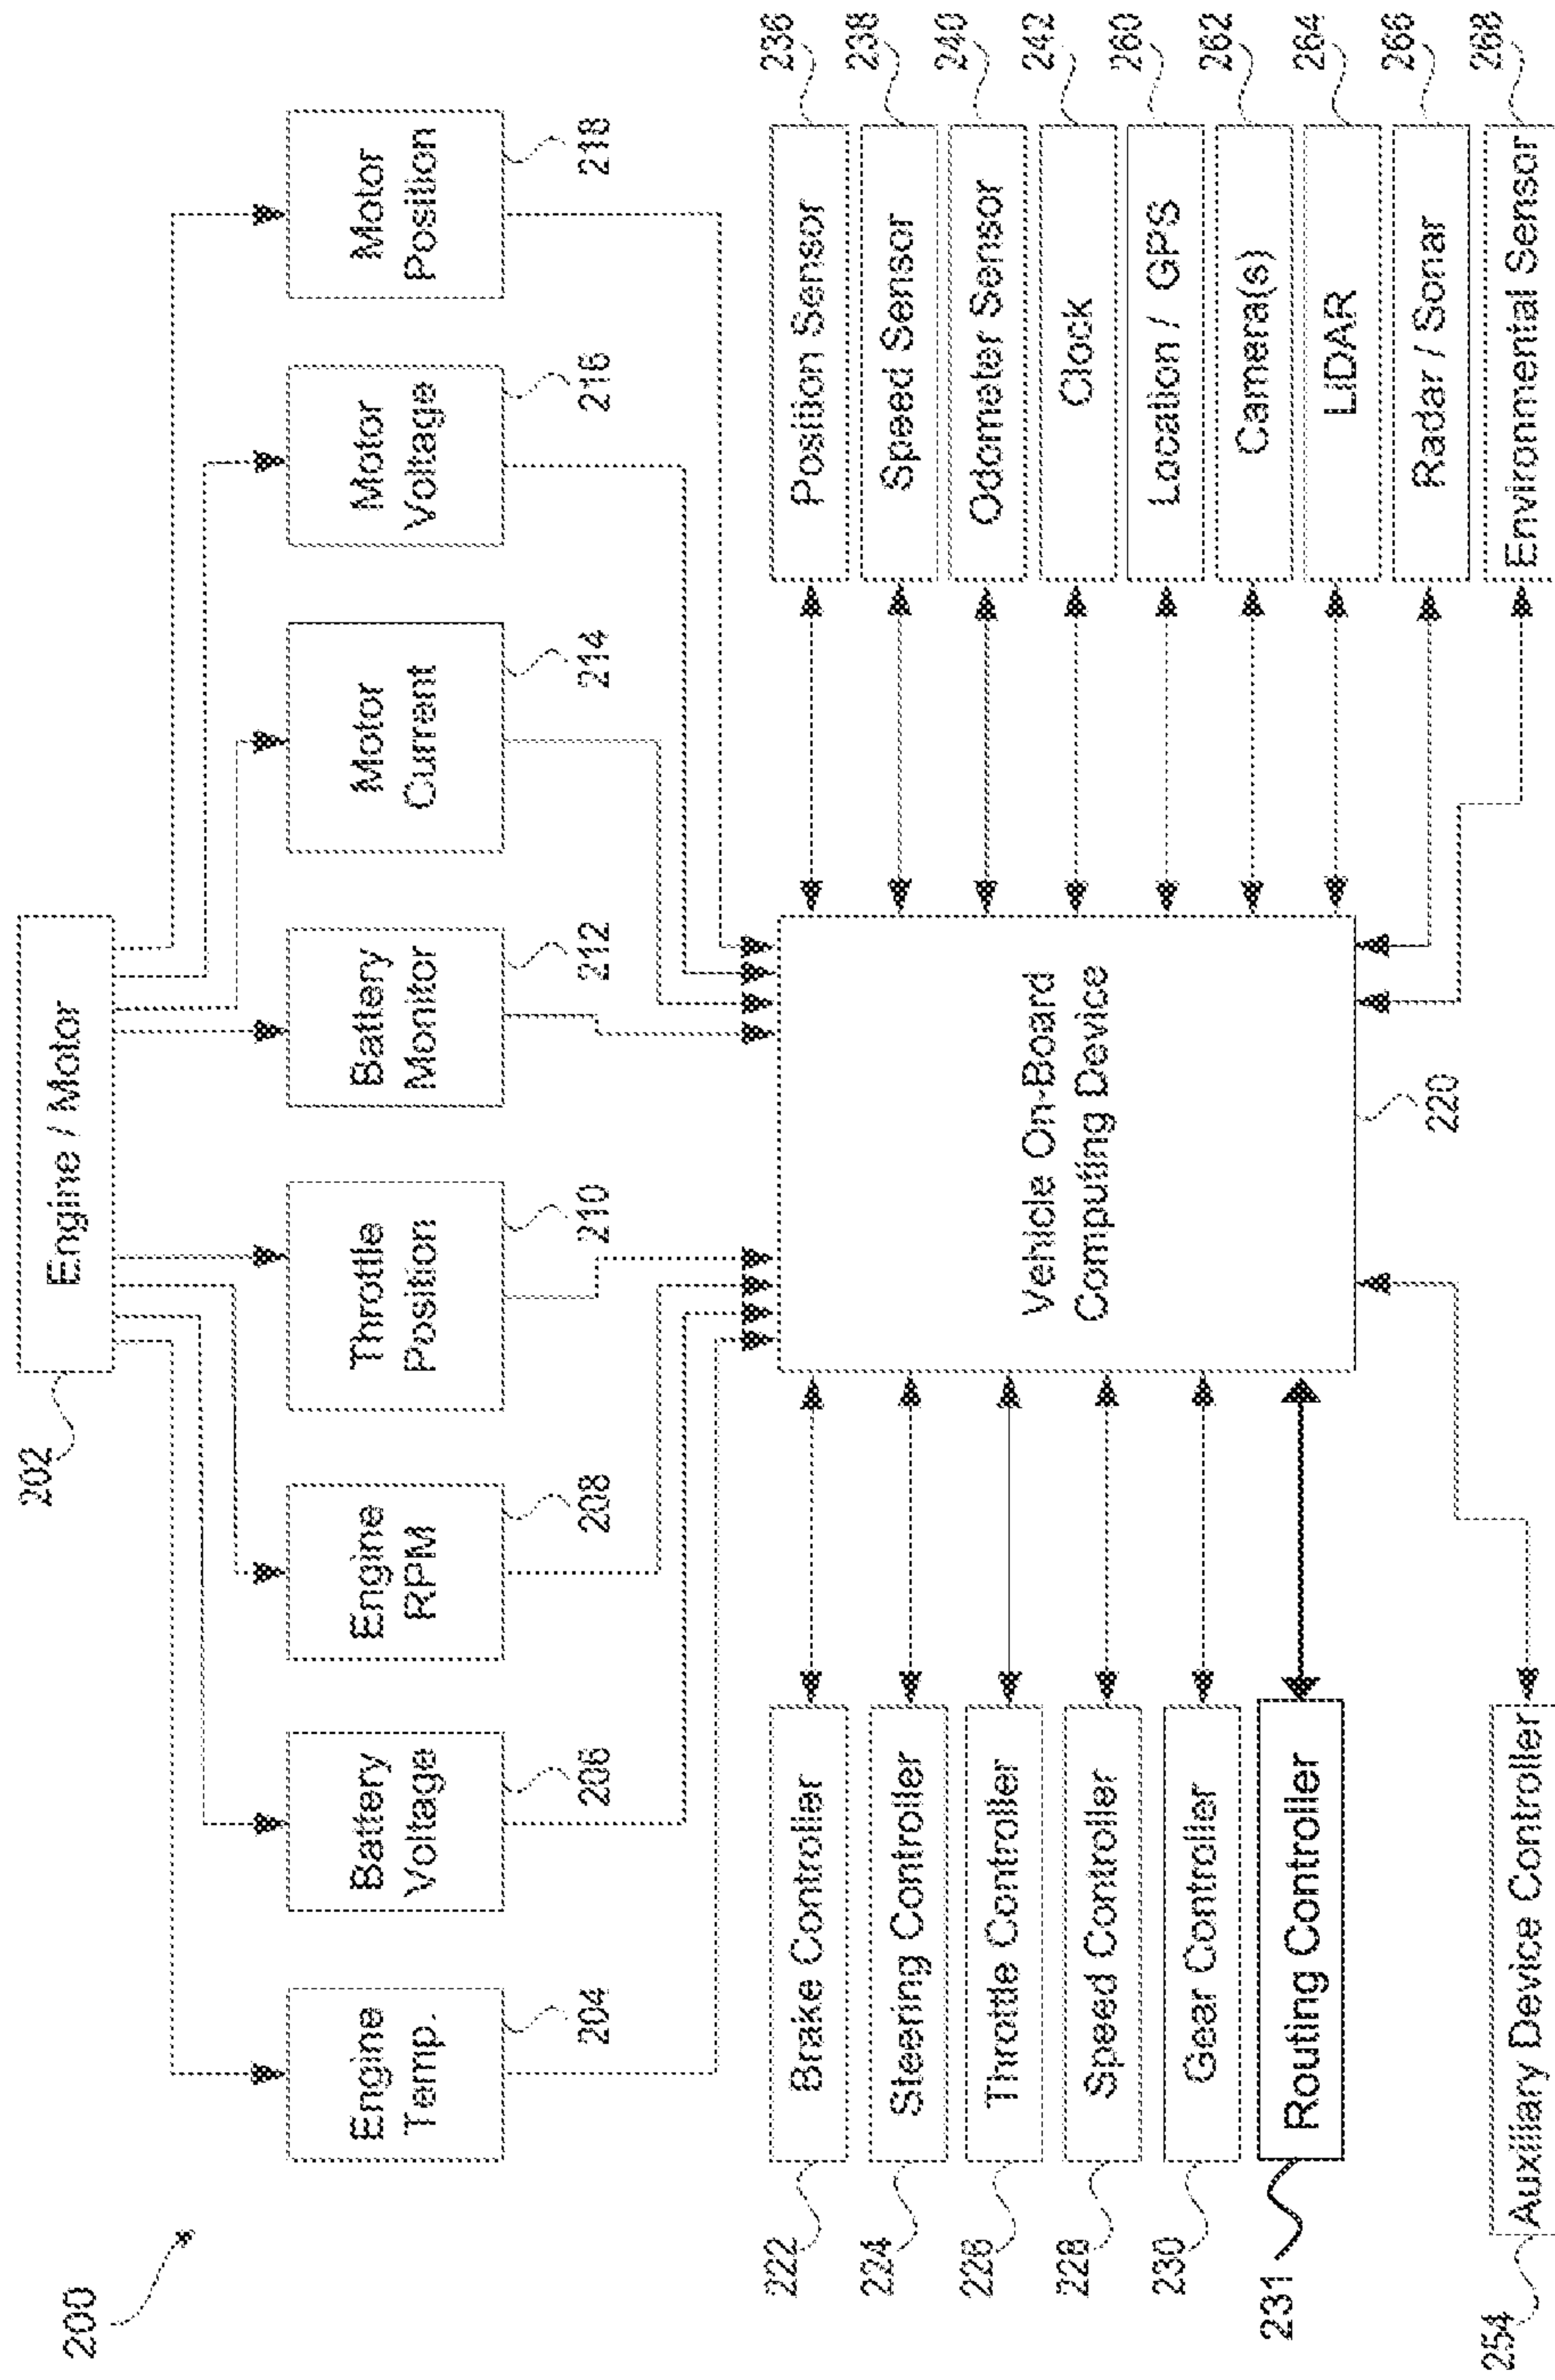 200
202
Engine / Motor
Engine
Temp.
204
Battery
Voltage
206
Engine
RPM
208
Throttle
Position
210
Battery
Monitor
212
Motor
Current
214
Motor
Voltage
216
Motor
Position
218
222
Brake Controller
224
Steering Controller
226
Throttle Controller
228
Speed Controller
230
Gear Controller
231
Routing Controller
254
Auxiliary Device Controller
Vehicle On-Board
Computing Device
220
Position Sensor
236
Speed Sensor
238
Odometer Sensor
240
Clock
242
Location / GPS
260
Camera(s)
262
LiDAR
264
Radar / Sonar
266
Environmental Sensor
268